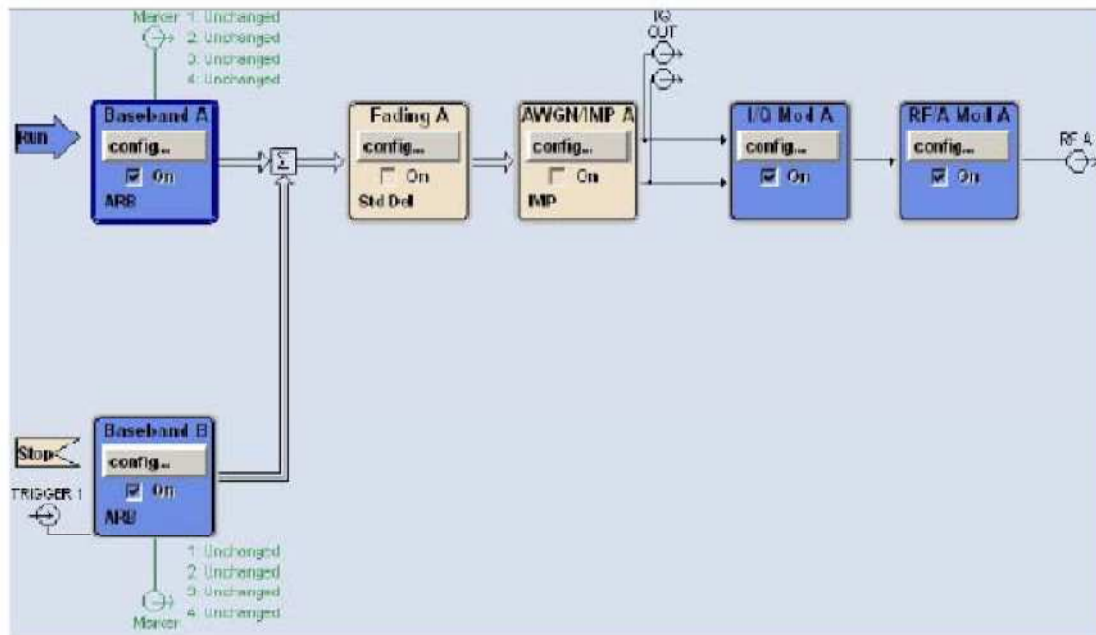 Marker 1: Unchanged
2: Unchanged
3: Unchanged
4: Unchanged
I/Q
OUT
Run
Baseband A
config...
On
ARB
Σ
Fading A
config...
On
Std Del
AWGN/IMP A
config...
On
IMP
I/Q Mod A
config...
On
RF/A Mod A
config...
On
RF A
Stop
TRIGGER 1
Baseband B
config...
On
ARB
1: Unchanged
2: Unchanged
3: Unchanged
4: Unchanged
Marker